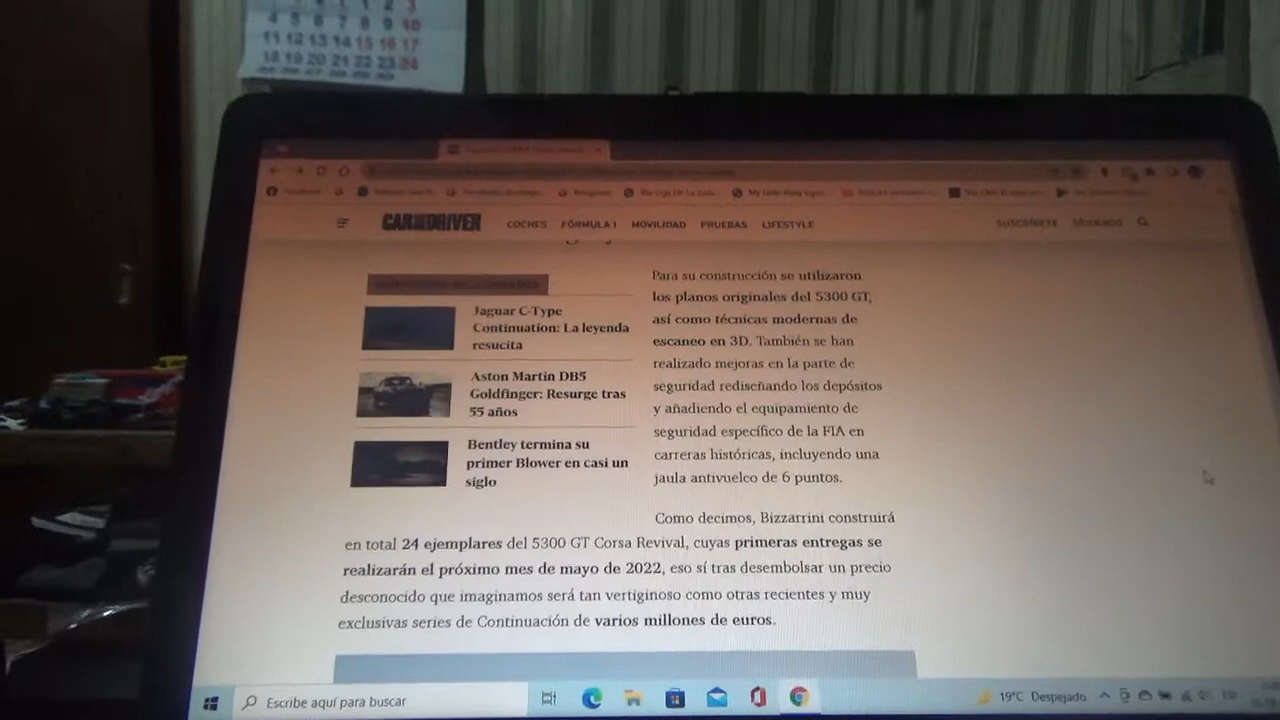 3
4 5 6 7 8 9 10
11 12 13 14 15 16 17
18 19 20 21 22 23 24
Facebook
CAR AND DRIVER COCHES FÓRMULA 1 MOVILIDAD PRUEBAS LIFESTYLE SUSCRÍBETE
Jaguar C-Type
Continuation: La leyenda
resucita
Aston Martin DB5
Goldfinger: Resurge tras
55 años
Bentley termina su
primer Blower en casi un
siglo
Para su construcción se utilizaron
los planos originales del 5300 GT,
así como técnicas modernas de
escaneo en 3D. También se han
realizado mejoras en la parte de
seguridad rediseñando los depósitos
y añadiendo el equipamiento de
seguridad específico de la FIA en
carreras históricas, incluyendo una
jaula antivuelco de 6 puntos.
Como decimos, Bizzarrini construirá
en total 24 ejemplares del 5300 GT Corsa Revival, cuyas primeras entregas se
realizarán el próximo mes de mayo de 2022, eso sí tras desembolsar un precio
desconocido que imaginamos será tan vertiginoso como otras recientes y muy
exclusivas series de Continuación de varios millones de euros.
Escribe aquí para buscar
19°C Despejado